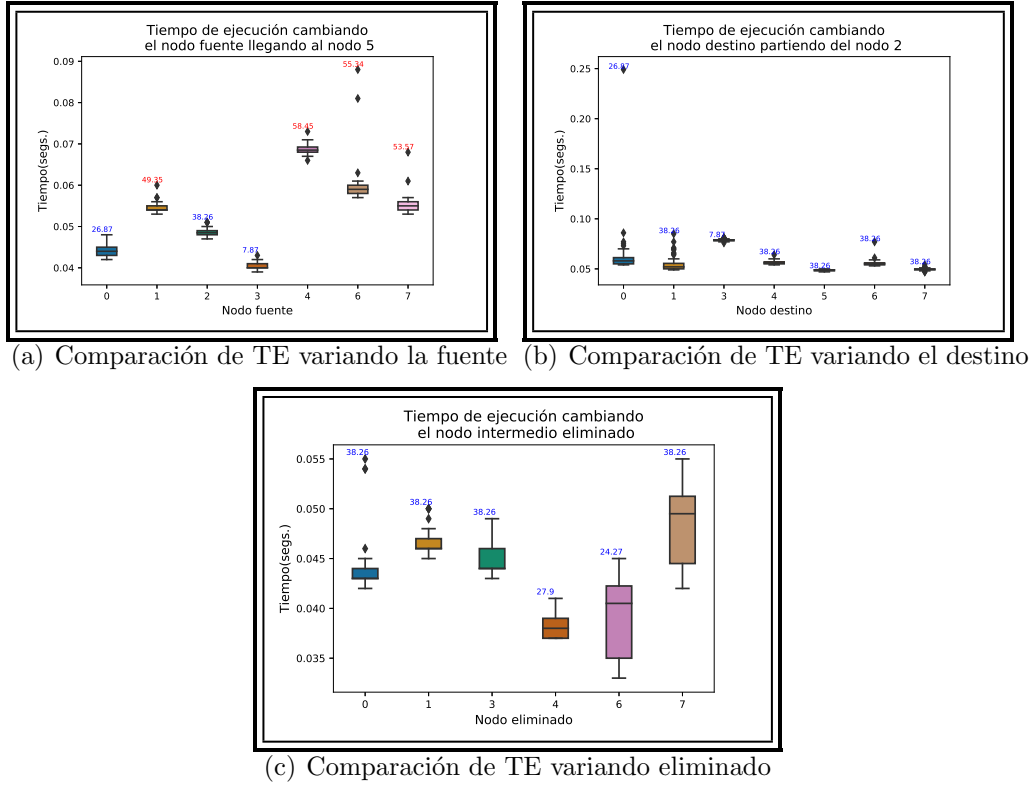 Tiempo de ejecución cambiando
el nodo fuente llegando al nodo 5
0.09
0.08
0.07
0.06
0.05
0.04
Tiempo(segs.)
26.87
49.35
38.26
7.87
58.45
55.34
53.57
0 1 2 3 4 6 7
Nodo fuente
(a) Comparación de TE variando la fuente
Tiempo de ejecución cambiando
el nodo destino partiendo del nodo 2
0.25
0.20
0.15
0.10
0.05
Tiempo(segs.)
26.87
38.26
7.87
38.26
38.26
38.26
38.26
0 1 3 4 5 6 7
Nodo destino
(b) Comparación de TE variando el destino
Tiempo de ejecución cambiando
el nodo intermedio eliminado
0.055
0.050
0.045
0.040
0.035
Tiempo(segs.)
38.26
38.26
38.26
27.9
24.27
38.26
0 1 3 4 6 7
Nodo eliminado
(c) Comparación de TE variando eliminado